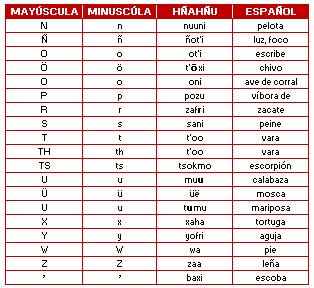 MAYÚSCULA MINUSCÚLA HÑAHÑU ESPAÑOL
N n nuuni pelota
Ñ ñ ñot'i luz, foco
O o ot'i escribe
Ö ö t'öxi chivo
O o oni ave de corral
P p pozu víbora de
R r zafri zacate
S s sani peine
T t t'oo vara
TH th t'oo vara
TS ts tsokmo escorpión
U u muu calabaza
Ü ü üë mosca
U u tumu mariposa
X x xaha tortuga
Y y yofri aguja
W W wa pie
Z Z zaa leña
' ' baxi escoba